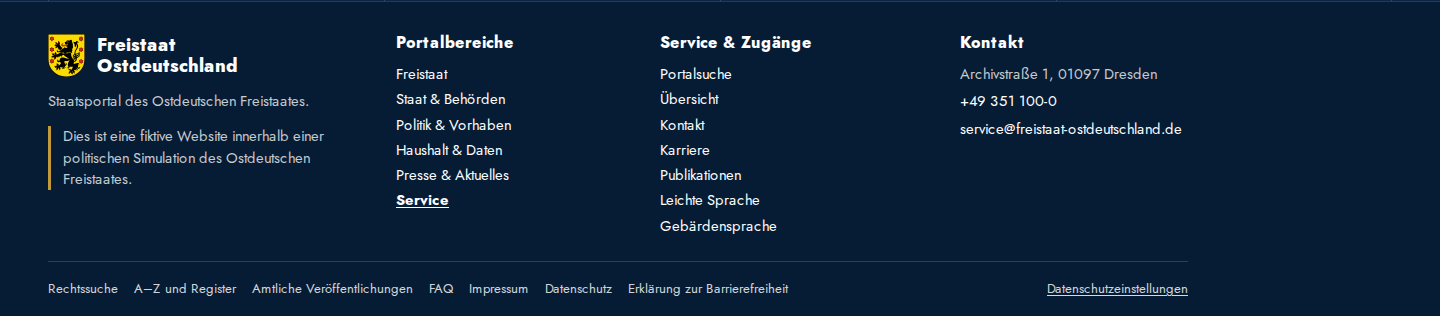 Freistaat
Ostdeutschland
Staatsportal des Ostdeutschen Freistaates.
Dies ist eine fiktive Website innerhalb einer
politischen Simulation des Ostdeutschen
Freistaates.
Portalbereiche
Freistaat
Staat & Behörden
Politik & Vorhaben
Haushalt & Daten
Presse & Aktuelles
Service
Service & Zugänge
Portalsuche
Übersicht
Kontakt
Karriere
Publikationen
Leichte Sprache
Gebärdensprache
Kontakt
Archivstraße 1, 01097 Dresden
+49 351 100-0
service@freistaat-ostdeutschland.de
Rechtssuche A–Z und Register Amtliche Veröffentlichungen FAQ Impressum Datenschutz Erklärung zur Barrierefreiheit Datenschutzeinstellungen